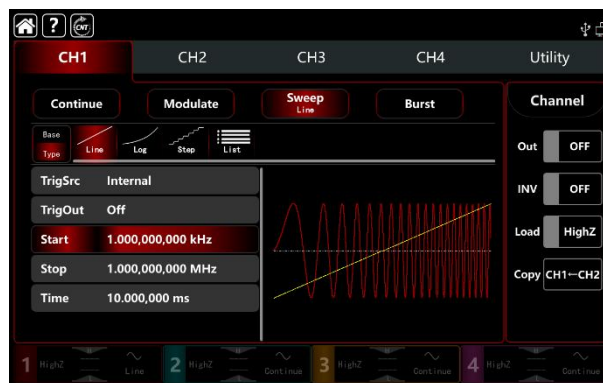 ? CNT
CH1 CH2 CH3 CH4 Utility
Continue Modulate Sweep Burst Channel
Line
Base
Type Line Log Step List
Out OFF
TrigSrc Internal
INV OFF
TrigOut Off
Start 1.000,000,000 kHz
Load HighZ
Stop 1.000,000,000 MHz
Copy CH1←CH2
Time 10.000,000 ms
1 HighZ Line 2 HighZ Continue 3 HighZ Continue 4 HighZ Continue